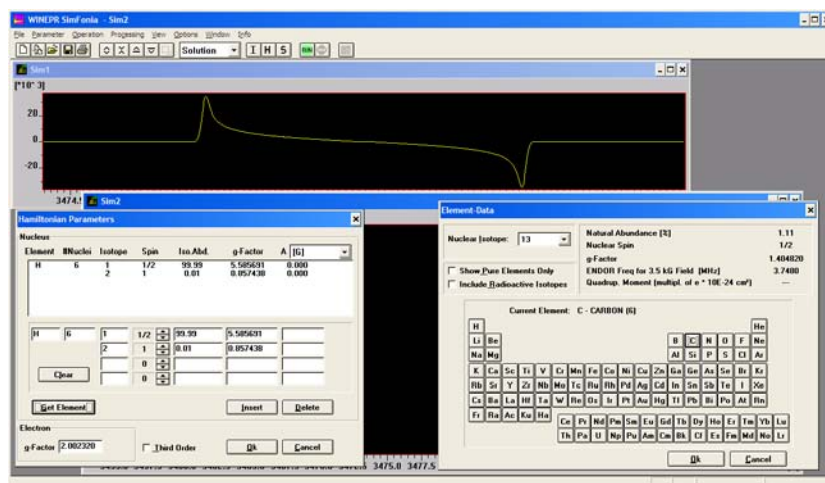 WINEPR SimFonia - Sim2
File Parameter Operation Processing View Options Window Info
Solution I H S RUN
Sim1
[*10^ 3]
20
0
-20
3474.5
Sim2
Hamiltonian Parameters
Nucleus
Element #Nuclei Isotope Spin Iso.Abd. g-Factor A [G]
H 6 1 1/2 99.99 5.585691 0.000
2 1 0.01 0.857438 0.000
H 6 1 1/2 99.99 5.585691
2 1 0.01 0.857438
0
Clear 0
Get Element Insert Delete
Electron
g-Factor 2.002320 Third Order Ok Cancel
3475.0 3477.5
Element-Data
Nuclear Isotope: 13
Natural Abundance [%] 1.11
Nuclear Spin 1/2
g-Factor 1.404820
ENDOR Freq for 3.5 kG Field [MHz] 3.7480
Quadrup. Moment (multipl. of e * 10E-24 cm²) ---
Show Pure Elements Only
Include Radioactive Isotopes
Current Element: C - CARBON (6)
H He
Li Be B C N O F Ne
Na Mg Al Si P S Cl Ar
K Ca Sc Ti V Cr Mn Fe Co Ni Cu Zn Ga Ge As Se Br Kr
Rb Sr Y Zr Nb Mo Tc Ru Rh Pd Ag Cd In Sn Sb Te I Xe
Cs Ba La Hf Ta W Re Os Ir Pt Au Hg Tl Pb Bi Po At Rn
Fr Ra Ac Ku Ha
Ce Pr Nd Pm Sm Eu Gd Tb Dy Ho Er Tm Yb Lu
Th Pa U Np Pu Am Cm Bk Cf Es Fm Md No Lr
Ok Cancel